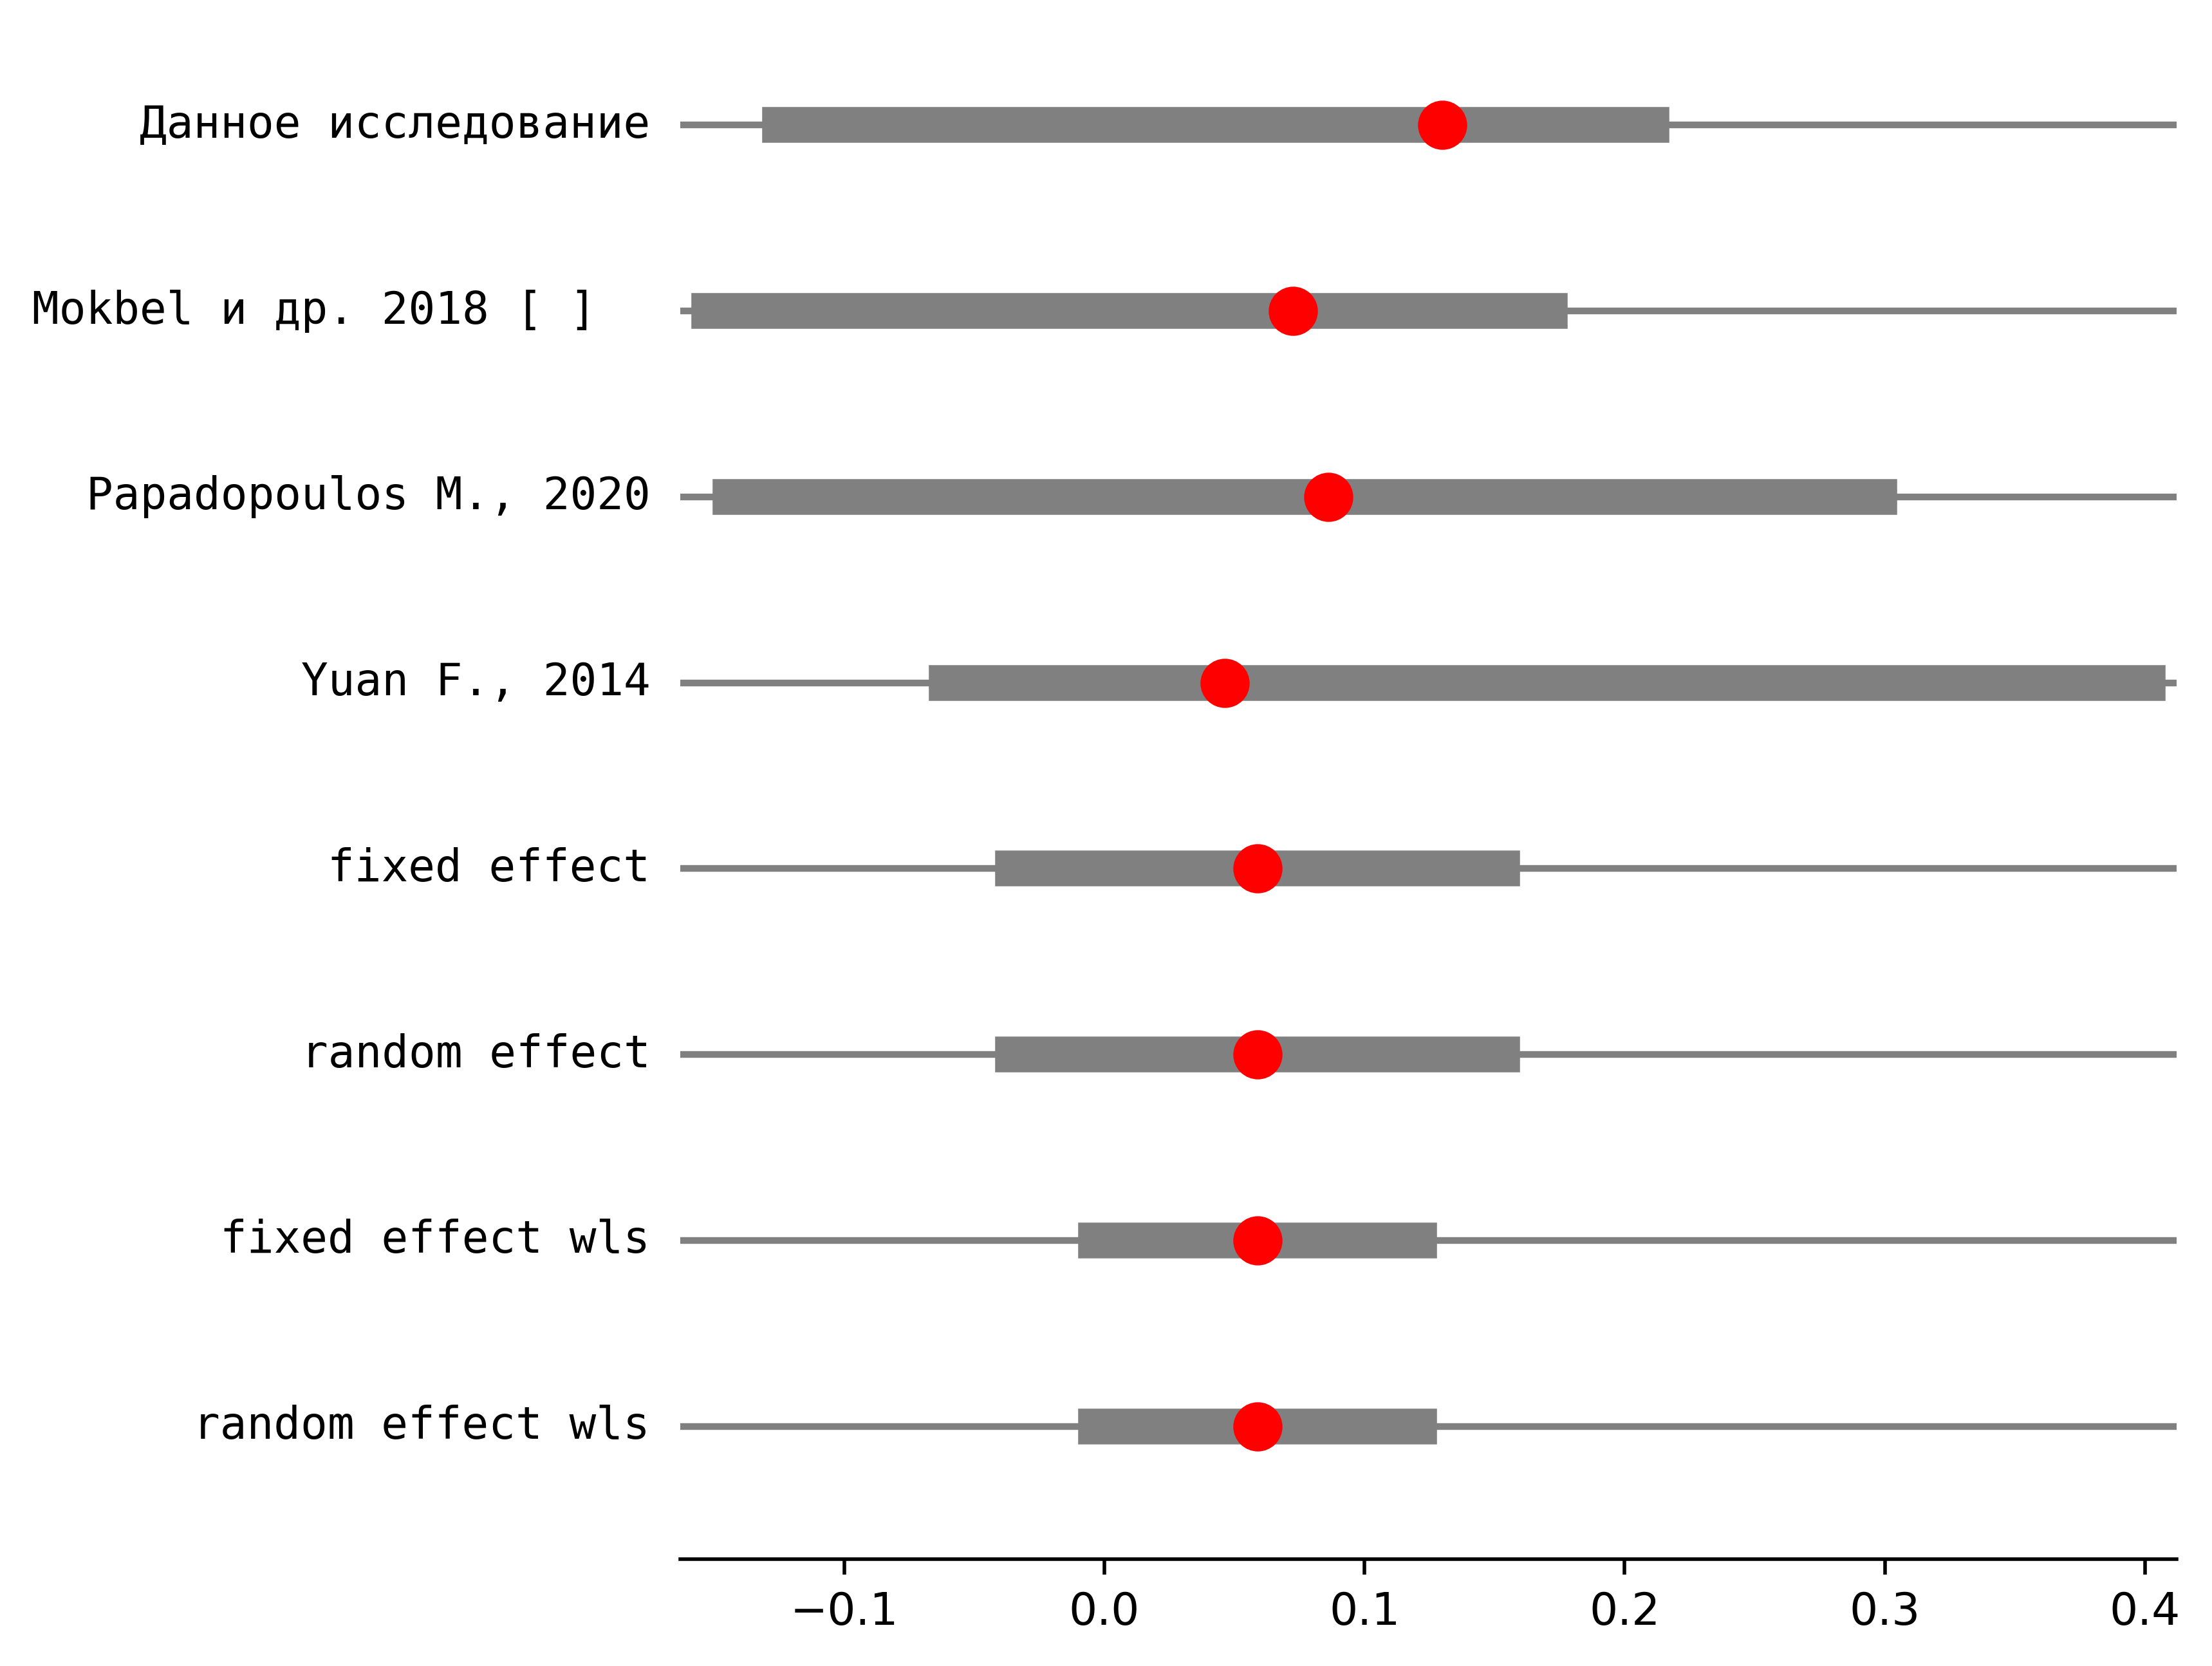 Данное исследование
Mokbel и др. 2018 [ ]
Papadopoulos M., 2020
Yuan F., 2014
fixed effect
random effect
fixed effect wls
random effect wls
−0.1 0.0 0.1 0.2 0.3 0.4